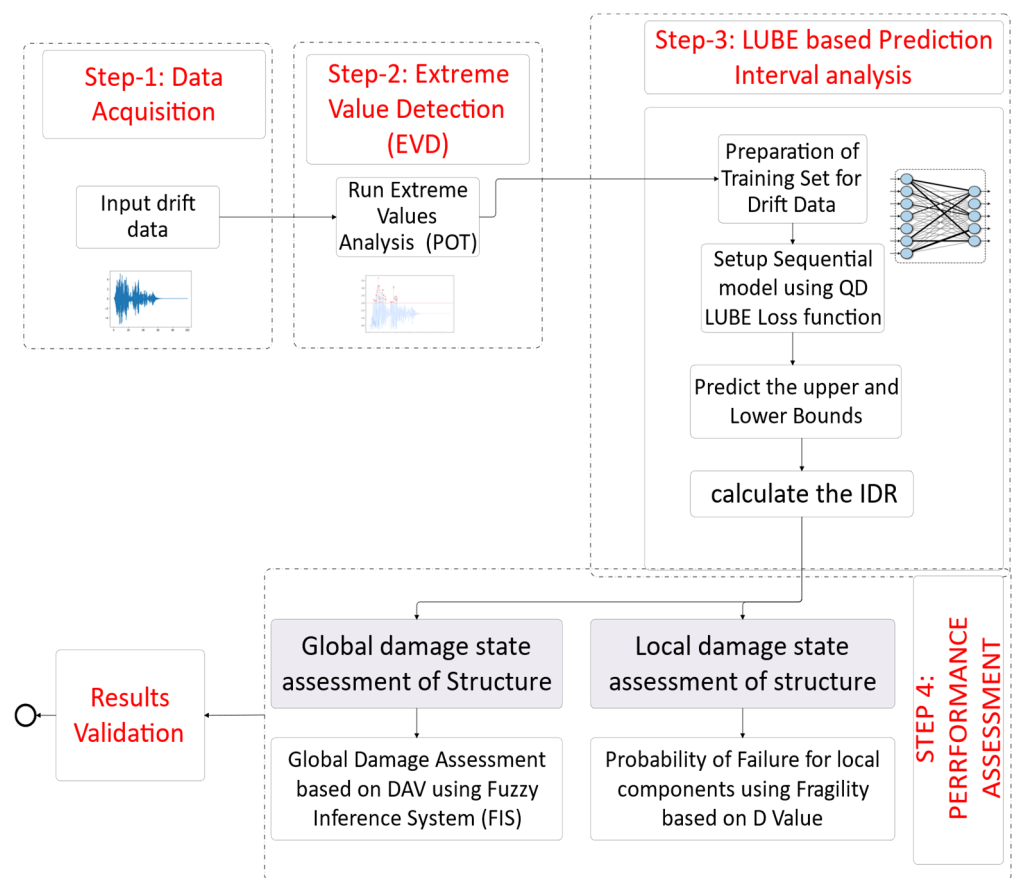 Step-1: Data
Acquisition
Input drift
data
Step-2: Extreme
Value Detection
(EVD)
Run Extreme
Values
Analysis (POT)
Step-3: LUBE based Prediction
Interval analysis
Preparation of
Training Set for
Drift Data
Setup Sequential
model using QD
LUBE Loss function
Predict the upper and
Lower Bounds
calculate the IDR
STEP 4:
PERRFORMANCE
ASSESSMENT
Global damage state
assessment of Structure
Local damage state
assessment of structure
Global Damage Assessment
based on DAV using Fuzzy
Inference System (FIS)
Probability of Failure for local
components using Fragility
based on D Value
Results
Validation